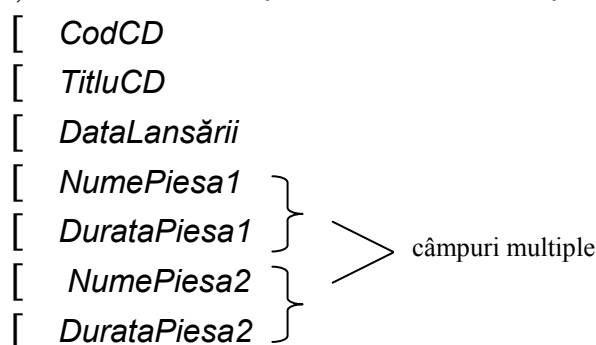 [ CodCD
[ TitluCD
[ DataLansării
[ NumePiesa1
[ DurataPiesa1
câmpuri multiple
[ NumePiesa2
[ DurataPiesa2